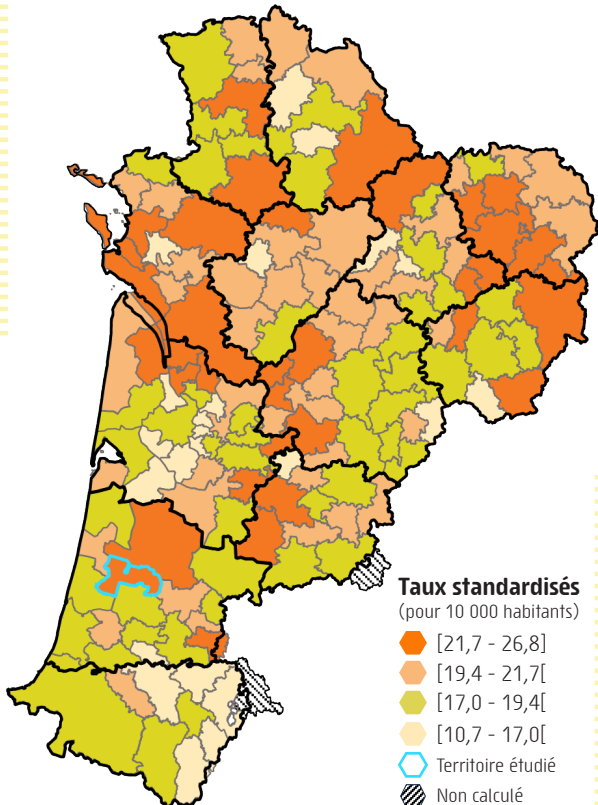 Taux standardisés
(pour 10 000 habitants)
[21,7 - 26,8]
[19,4 - 21,7[
[17,0 - 19,4[
[10,7 - 17,0[
Territoire étudié
Non calculé